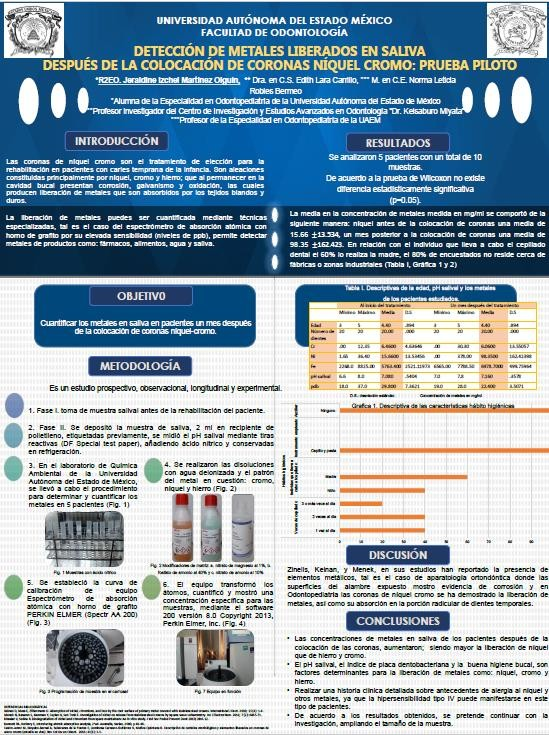 UNIVERSIDAD AUTÓNOMA DEL ESTADO MÉXICO
FACULTAD DE ODONTOLOGÍA
DETECCIÓN DE METALES LIBERADOS EN SALIVA
DESPUÉS DE LA COLOCACIÓN DE CORONAS NÍQUEL CROMO: PRUEBA PILOTO
*R2EO. Jeraldine Izchel Martínez Olguin, ** Dra. en C.S. Edith Lara Carrillo, *** M. en C.E. Norma Leticia
Robles Bermeo
*Alumna de la Especialidad en Odontopediatría de la Universidad Autónoma del Estado de México
**Profesor Investigador del Centro de Investigación y Estudios Avanzados en Odontología "Dr. Keisaburo Miyata"
***Profesor de la Especialidad en Odontopediatría de la UAEM
INTRODUCCIÓN
Las coronas de níquel cromo son el tratamiento de elección para la
rehabilitación en pacientes con caries temprana de la infancia. Son aleaciones
constituidas principalmente por níquel, cromo y hierro; que al permanecer en la
cavidad bucal presentan corrosión, galvanismo y oxidación, las cuales
producen liberación de metales que son absorbidos por los tejidos blandos y
duros.
La liberación de metales puedes ser cuantificada mediante técnicas
especializadas, tal es el caso del espectrómetro de absorción atómica con
horno de grafito por su elevada sensibilidad (niveles de ppb), permite detectar
metales de productos como: fármacos, alimentos, agua y saliva.
RESULTADOS
Se analizaron 5 pacientes con un total de 10
muestras.
De acuerdo a la prueba de Wilcoxon no existe
diferencia estadísticamente significativa
(p=0.05).
La media en la concentración de metales medida en mg/ml se comportó de la
siguiente manera: níquel antes de la colocación de coronas una media de
15.66 ±13.534, un mes posterior a la colocación de coronas una media de
98.35 ±162.423. En relación con el individuo que lleva a cabo el cepillado
dental el 60% lo realiza la madre, el 80% de encuestados no reside cerca de
fábricas o zonas industriales (Tabla I, Gráfica 1 y 2)
OBJETIVO
Cuantificar los metales en saliva en pacientes un mes después
de la colocación de coronas níquel-cromo.
METODOLOGÍA
Es un estudio prospectivo, observacional, longitudinal y experimental.
1. Fase I. toma de muestra salival antes de la rehabilitación del paciente.
2. Fase II. Se depositó la muestra de saliva, 2 ml en recipiente de
polietileno, etiquetadas previamente, se midió el pH salival mediante tiras
reactivas (DF Special test paper), añadiendo ácido nítrico y conservadas
en refrigeración.
3. En el laboratorio de Química
Ambiental de la Universidad
Autónoma del Estado de México,
se llevó a cabo el procedimiento
para determinar y cuantificar los
metales en 5 pacientes (Fig. 1)
4. Se realizaron las disoluciones
con agua deionizada y el patrón
del metal en cuestión: cromo,
níquel y hierro (Fig. 2)
Fig. 1 Muestras con ácido nítrico
Fig. 2 Modificadores de matriz: a. nitrato de magnesio al 1%, b.
fosfato de amonio al 40% y c. nitrato de amonio al 10%
5. Se estableció la curva de
calibración de equipo
Espectrómetro de absorción
atómica con horno de grafito
PERKIN ELMER (Spectr AA 200)
(Fig. 3)
6. El equipo transformó los
átomos, cuantificó y mostró una
concentración específica para las
muestras, mediante el software
200 versión 8.0 Copyright 2013,
Perkin Elmer, Inc. (Fig. 4)
Fig. 3 Programación de muestra en carrusel
Fig. 7 Equipo en función
Tabla I. Descriptivas de la edad, pH salival y los metales
de los pacientes estudiados.
Al inicio del tratamiento Un mes después del tratamiento
Mínimo Máximo Media D.S Mínimo Máximo Media D.S
Edad 3 5 4.40 .894 3 5 4.40 .894
Número de dientes 20 20 20.00 .000 20 20 20.00 .000
Cr .00 12.05 6.4600
Ni 1.65 36.40 15.6600 13.53456 .00 378.00 98.3500 162.42398
Fe
pH salival 6.6 8.0 7.080 .5404 7.0 7.8 7.160 .3578
pdb 18.0 37.0 29.800 7.3621 19.0 28.0 22.400 3.5071
D.S. desviación estándar Concentración de metales en mg/ml
Grafica 1. Descriptiva de las características hábito higiénicos
Ninguno
Cepillo y pasta
Madre
Niño
3 o más veces al día
2 veces al día
1 vez al día
0 10 20 30 40 50 60 70 80 90
DISCUSIÓN
Zinelis, Keinan, y Menek, en sus estudios han reportado la presencia de
elementos metálicos, tal es el caso de aparatología ortondóntica donde las
superficies del alambre expuesto mostro evidencia de corrosión y en
Odontopediatría las coronas de níquel cromo se ha demostrado la liberación de
metales, así como su absorción en la porción radicular de dientes temporales.
CONCLUSIONES
• Las concentraciones de metales en saliva de los pacientes después de la
colocación de las coronas, aumentaron; siendo mayor la liberación de níquel
que de hierro y cromo.
• El pH salival, el índice de placa dentobacteriana y la buena higiene bucal, son
factores determinantes para la liberación de metales como: níquel, cromo y
hierro.
• Realizar una historia clínica detallada sobre antecedentes de alergia al níquel y
otros metales, ya que la hipersensibilidad tipo IV puede manifestarse en este
tipo de pacientes.
• De acuerdo a los resultados obtenidos, se pretende continuar con la
investigación, ampliando el tamaño de la muestra.
REFERENCIAS BIBLIOGRÁFICAS